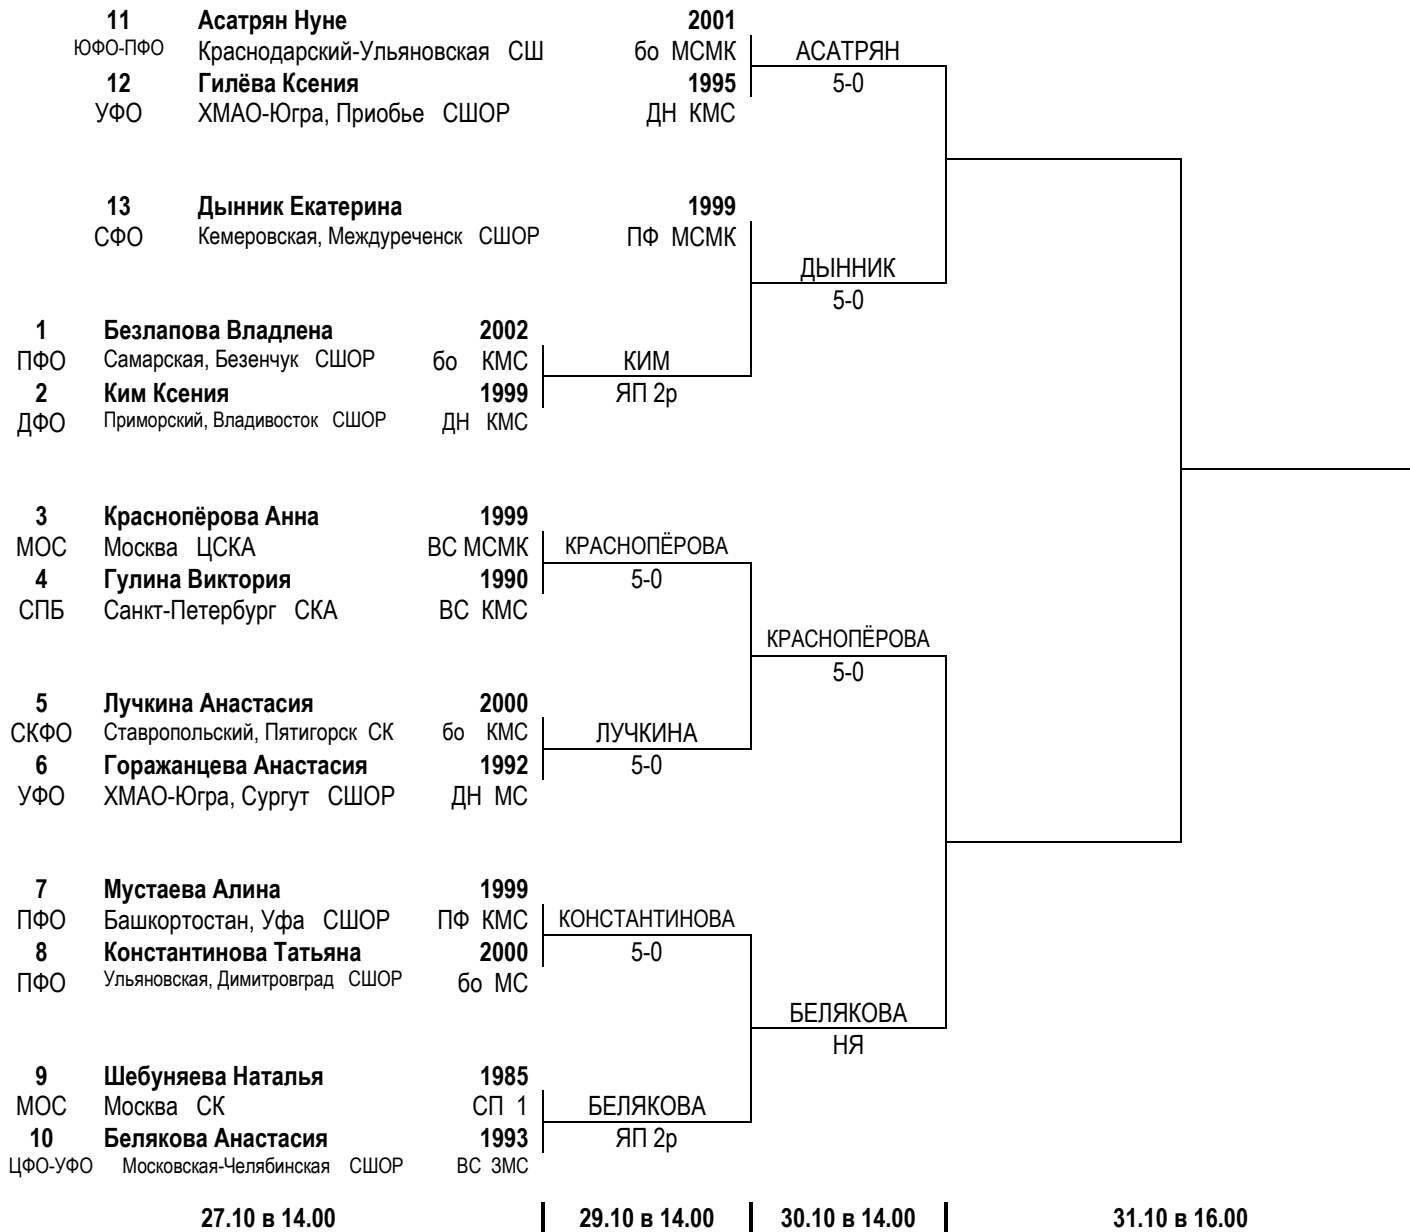 11 Асатрян Нуне 2001
ЮФО-ПФО Краснодарский-Ульяновская СШ бо МСМК АСАТРЯН
12 Гилёва Ксения 1995 5-0
УФО ХМАО-Югра, Приобье СШОР ДН КМС
13 Дынник Екатерина 1999
СФО Кемеровская, Междуреченск СШОР ПФ МСМК
ДЫННИК
5-0
1 Безлапова Владлена 2002
ПФО Самарская, Безенчук СШОР бо КМС КИМ
2 Ким Ксения 1999 ЯП 2р
ДФО Приморский, Владивосток СШОР ДН КМС
3 Краснопёрова Анна 1999
МОС Москва ЦСКА ВС МСМК КРАСНОПЁРОВА
4 Гулина Виктория 1990 5-0
СПБ Санкт-Петербург СКА ВС КМС
КРАСНОПЁРОВА
5-0
5 Лучкина Анастасия 2000
СКФО Ставропольский, Пятигорск СК бо КМС ЛУЧКИНА
6 Горажанцева Анастасия 1992 5-0
УФО ХМАО-Югра, Сургут СШОР ДН МС
7 Мустаева Алина 1999
ПФО Башкортостан, Уфа СШОР ПФ КМС КОНСТАНТИНОВА
8 Константинова Татьяна 2000 5-0
ПФО Ульяновская, Димитровград СШОР бо МС
БЕЛЯКОВА
НЯ
9 Шебуняева Наталья 1985
МОС Москва СК СП 1 БЕЛЯКОВА
10 Белякова Анастасия 1993 ЯП 2р
ЦФО-УФО Московская-Челябинская СШОР ВС ЗМС
27.10 в 14.00 29.10 в 14.00 30.10 в 14.00 31.10 в 16.00